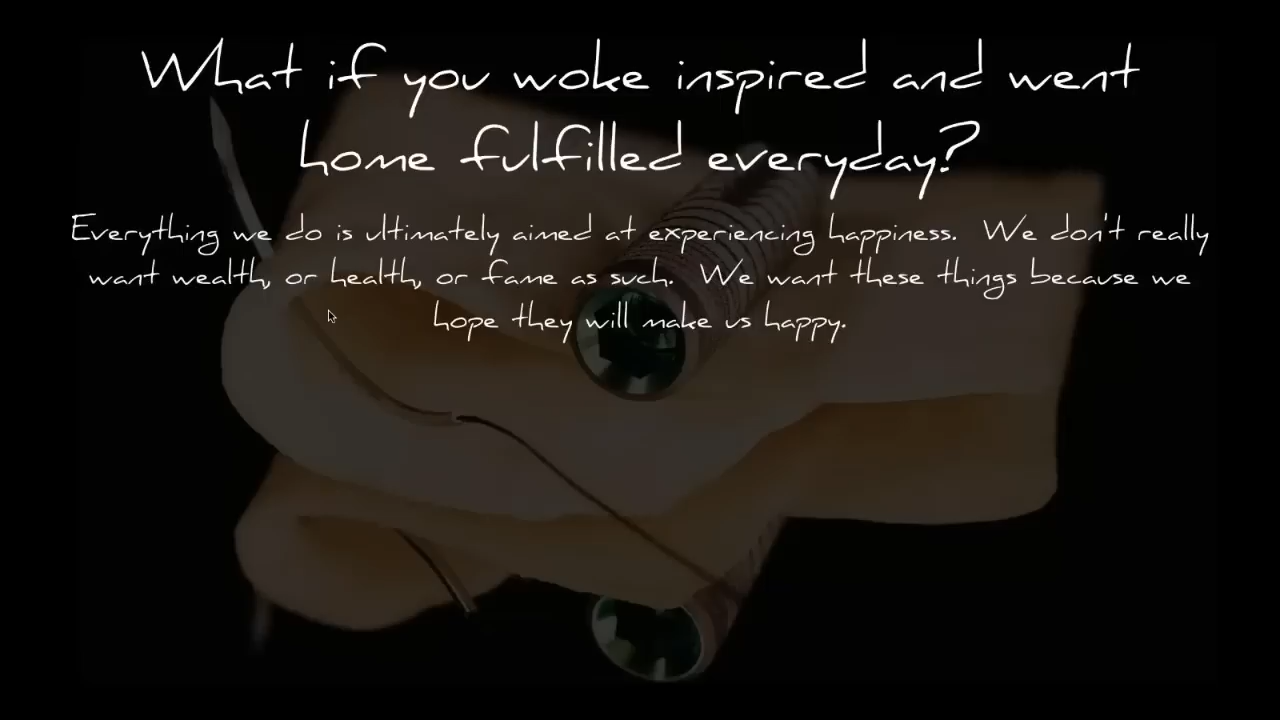 What if you woke inspired and went
home fulfilled everyday?
Everything we do is ultimately aimed at experiencing happiness. We don't really
want wealth, or health, or fame as such. We want these things because we
hope they will make us happy.